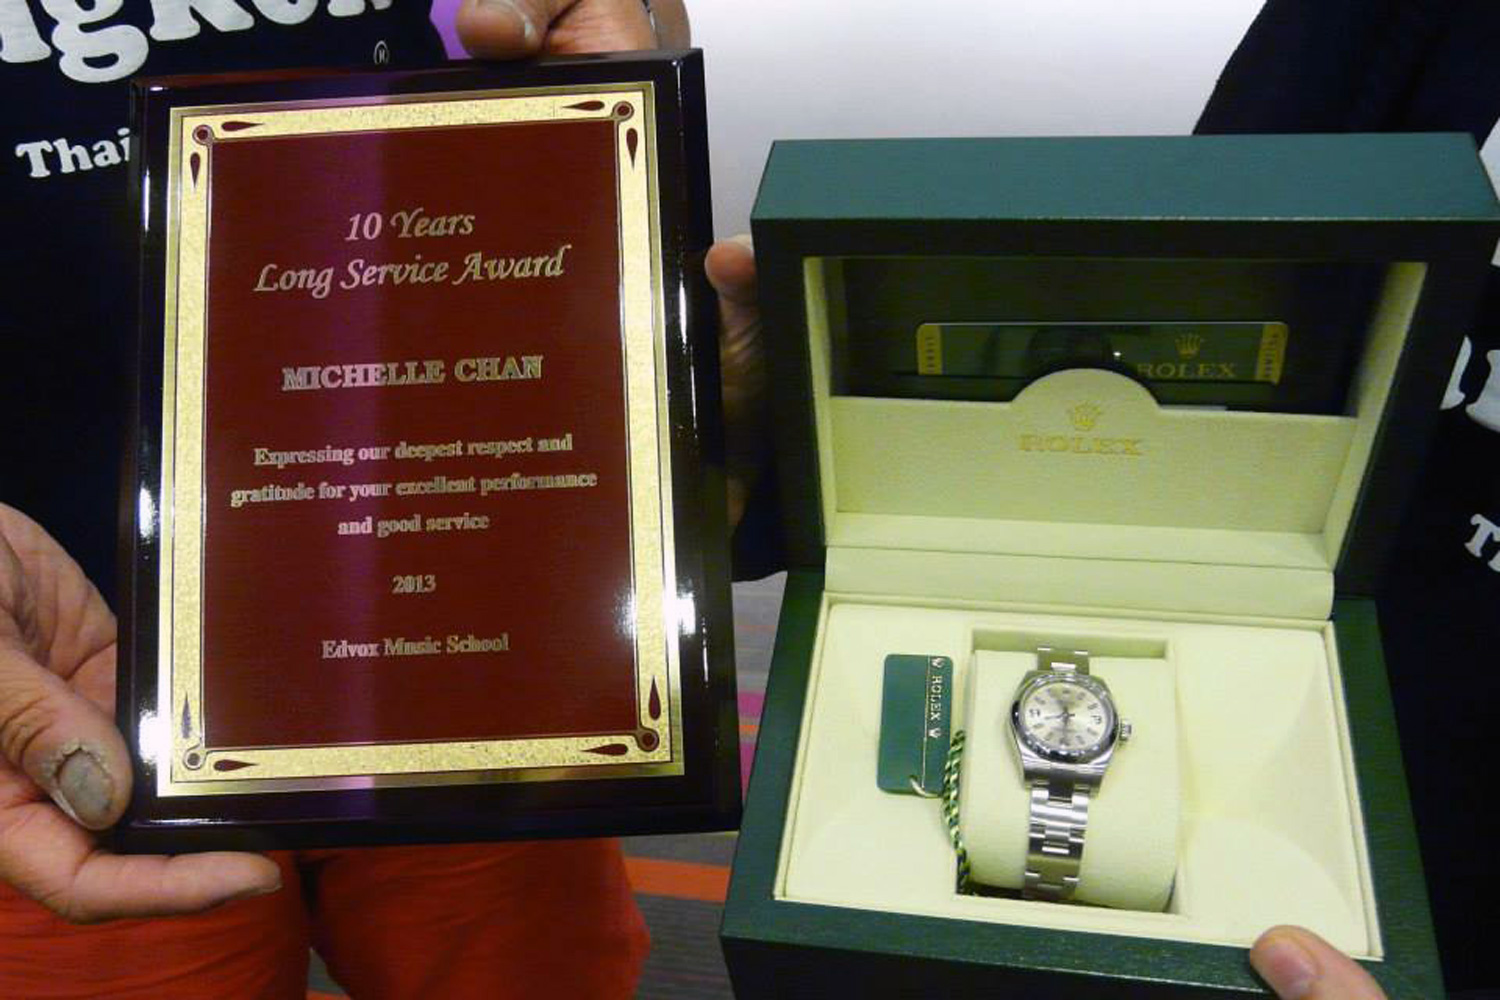 ®
Thai
10 Years
Long Service Award
MICHELLE CHAN
Expressing our deepest respect and
gratitude for your excellent performance
and good service
2013
Edvox Music School
ROLEX
ROLEX
ROLEX